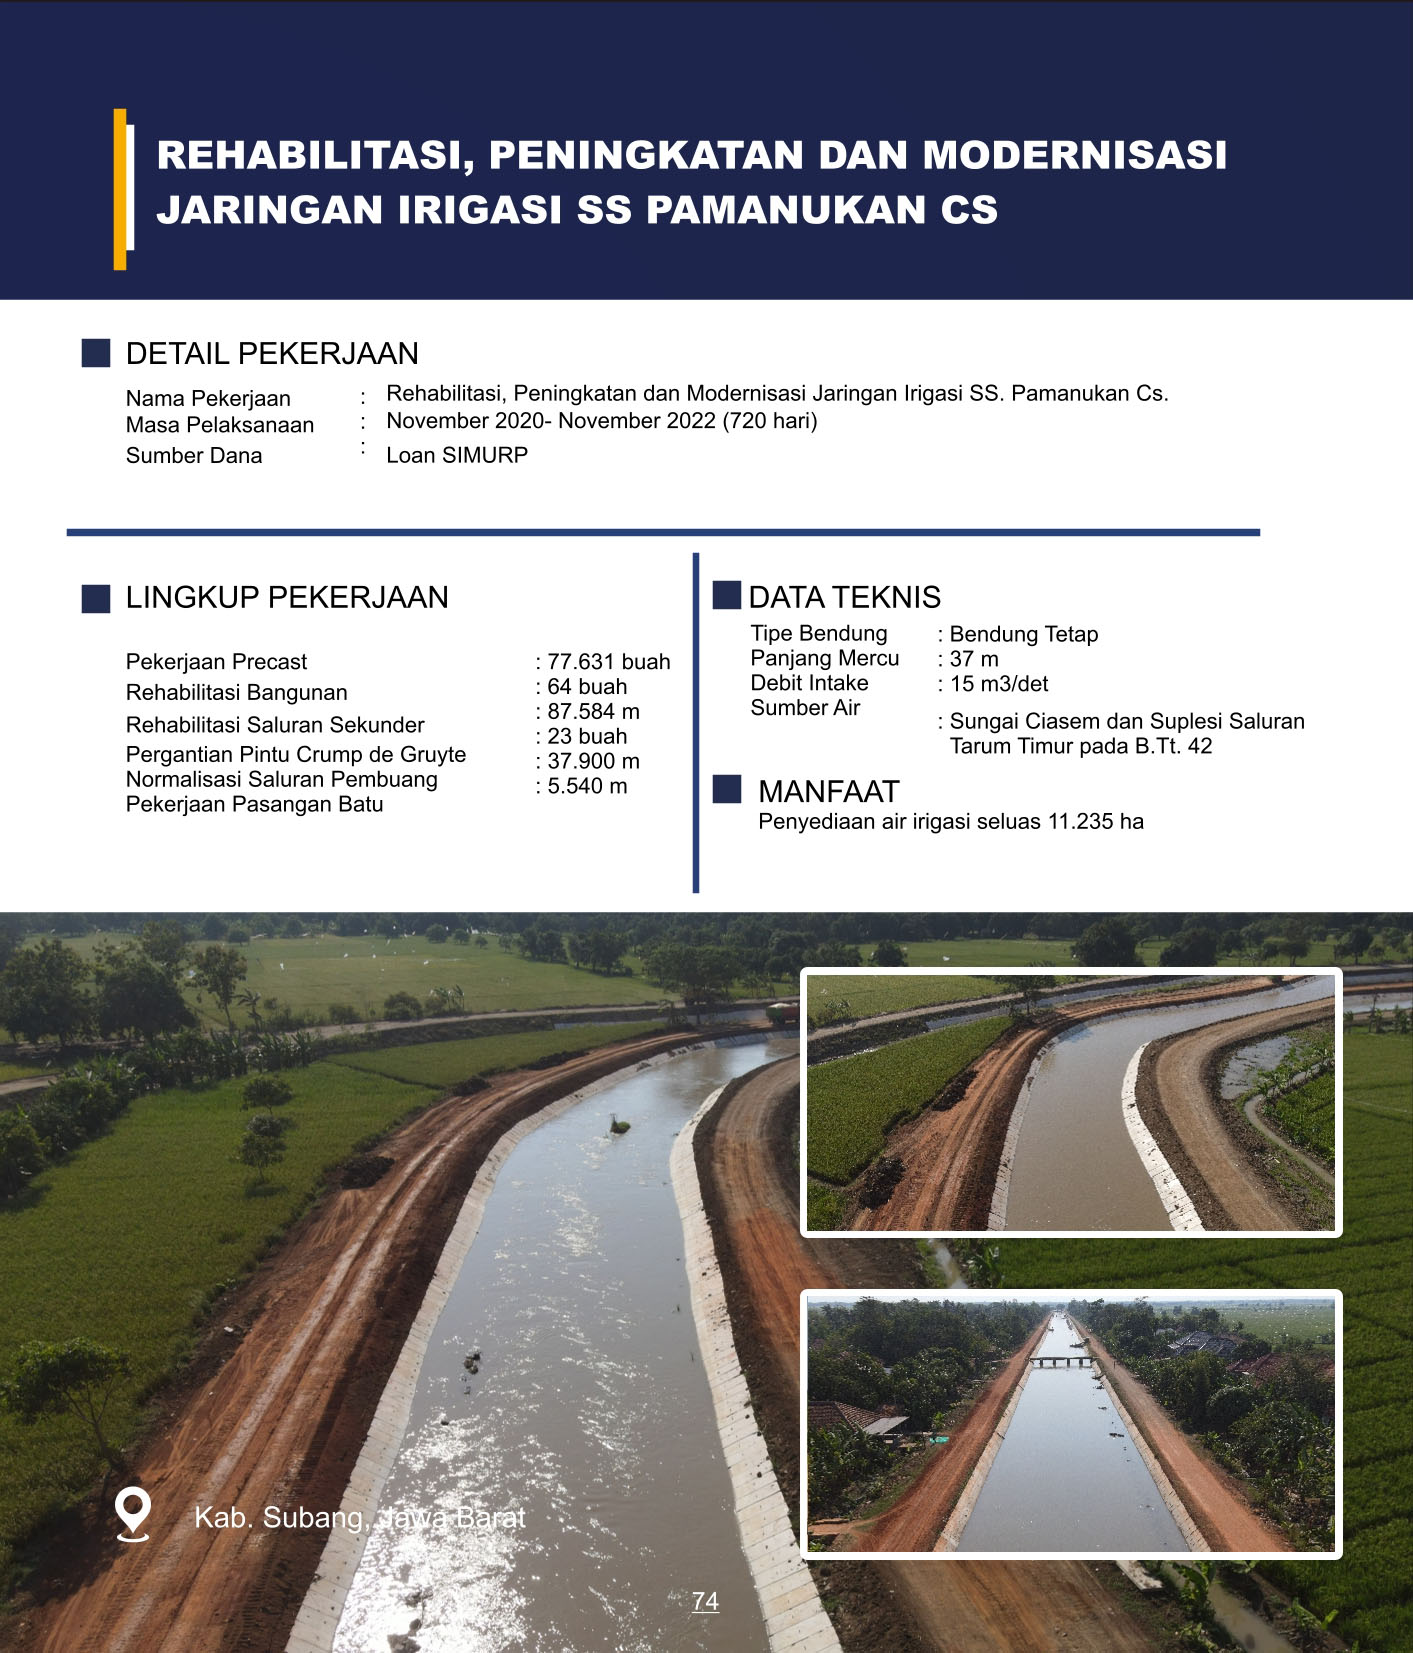 REHABILITASI, PENINGKATAN DAN MODERNISASI
JARINGAN IRIGASI SS PAMANUKAN CS
DETAIL PEKERJAAN
Nama Pekerjaan : Rehabilitasi, Peningkatan dan Modernisasi Jaringan Irigasi SS. Pamanukan Cs.
Masa Pelaksanaan : November 2020- November 2022 (720 hari)
Sumber Dana : Loan SIMURP
LINGKUP PEKERJAAN
Pekerjaan Precast : 77.631 buah
Rehabilitasi Bangunan : 64 buah
Rehabilitasi Saluran Sekunder : 87.584 m
Pergantian Pintu Crump de Gruyte : 23 buah
Normalisasi Saluran Pembuang : 37.900 m
Pekerjaan Pasangan Batu : 5.540 m
DATA TEKNIS
Tipe Bendung : Bendung Tetap
Panjang Mercu : 37 m
Debit Intake : 15 m3/det
Sumber Air : Sungai Ciasem dan Suplesi Saluran
Tarum Timur pada B.Tt. 42
MANFAAT
Penyediaan air irigasi seluas 11.235 ha
Kab. Subang, Jawa Barat
74